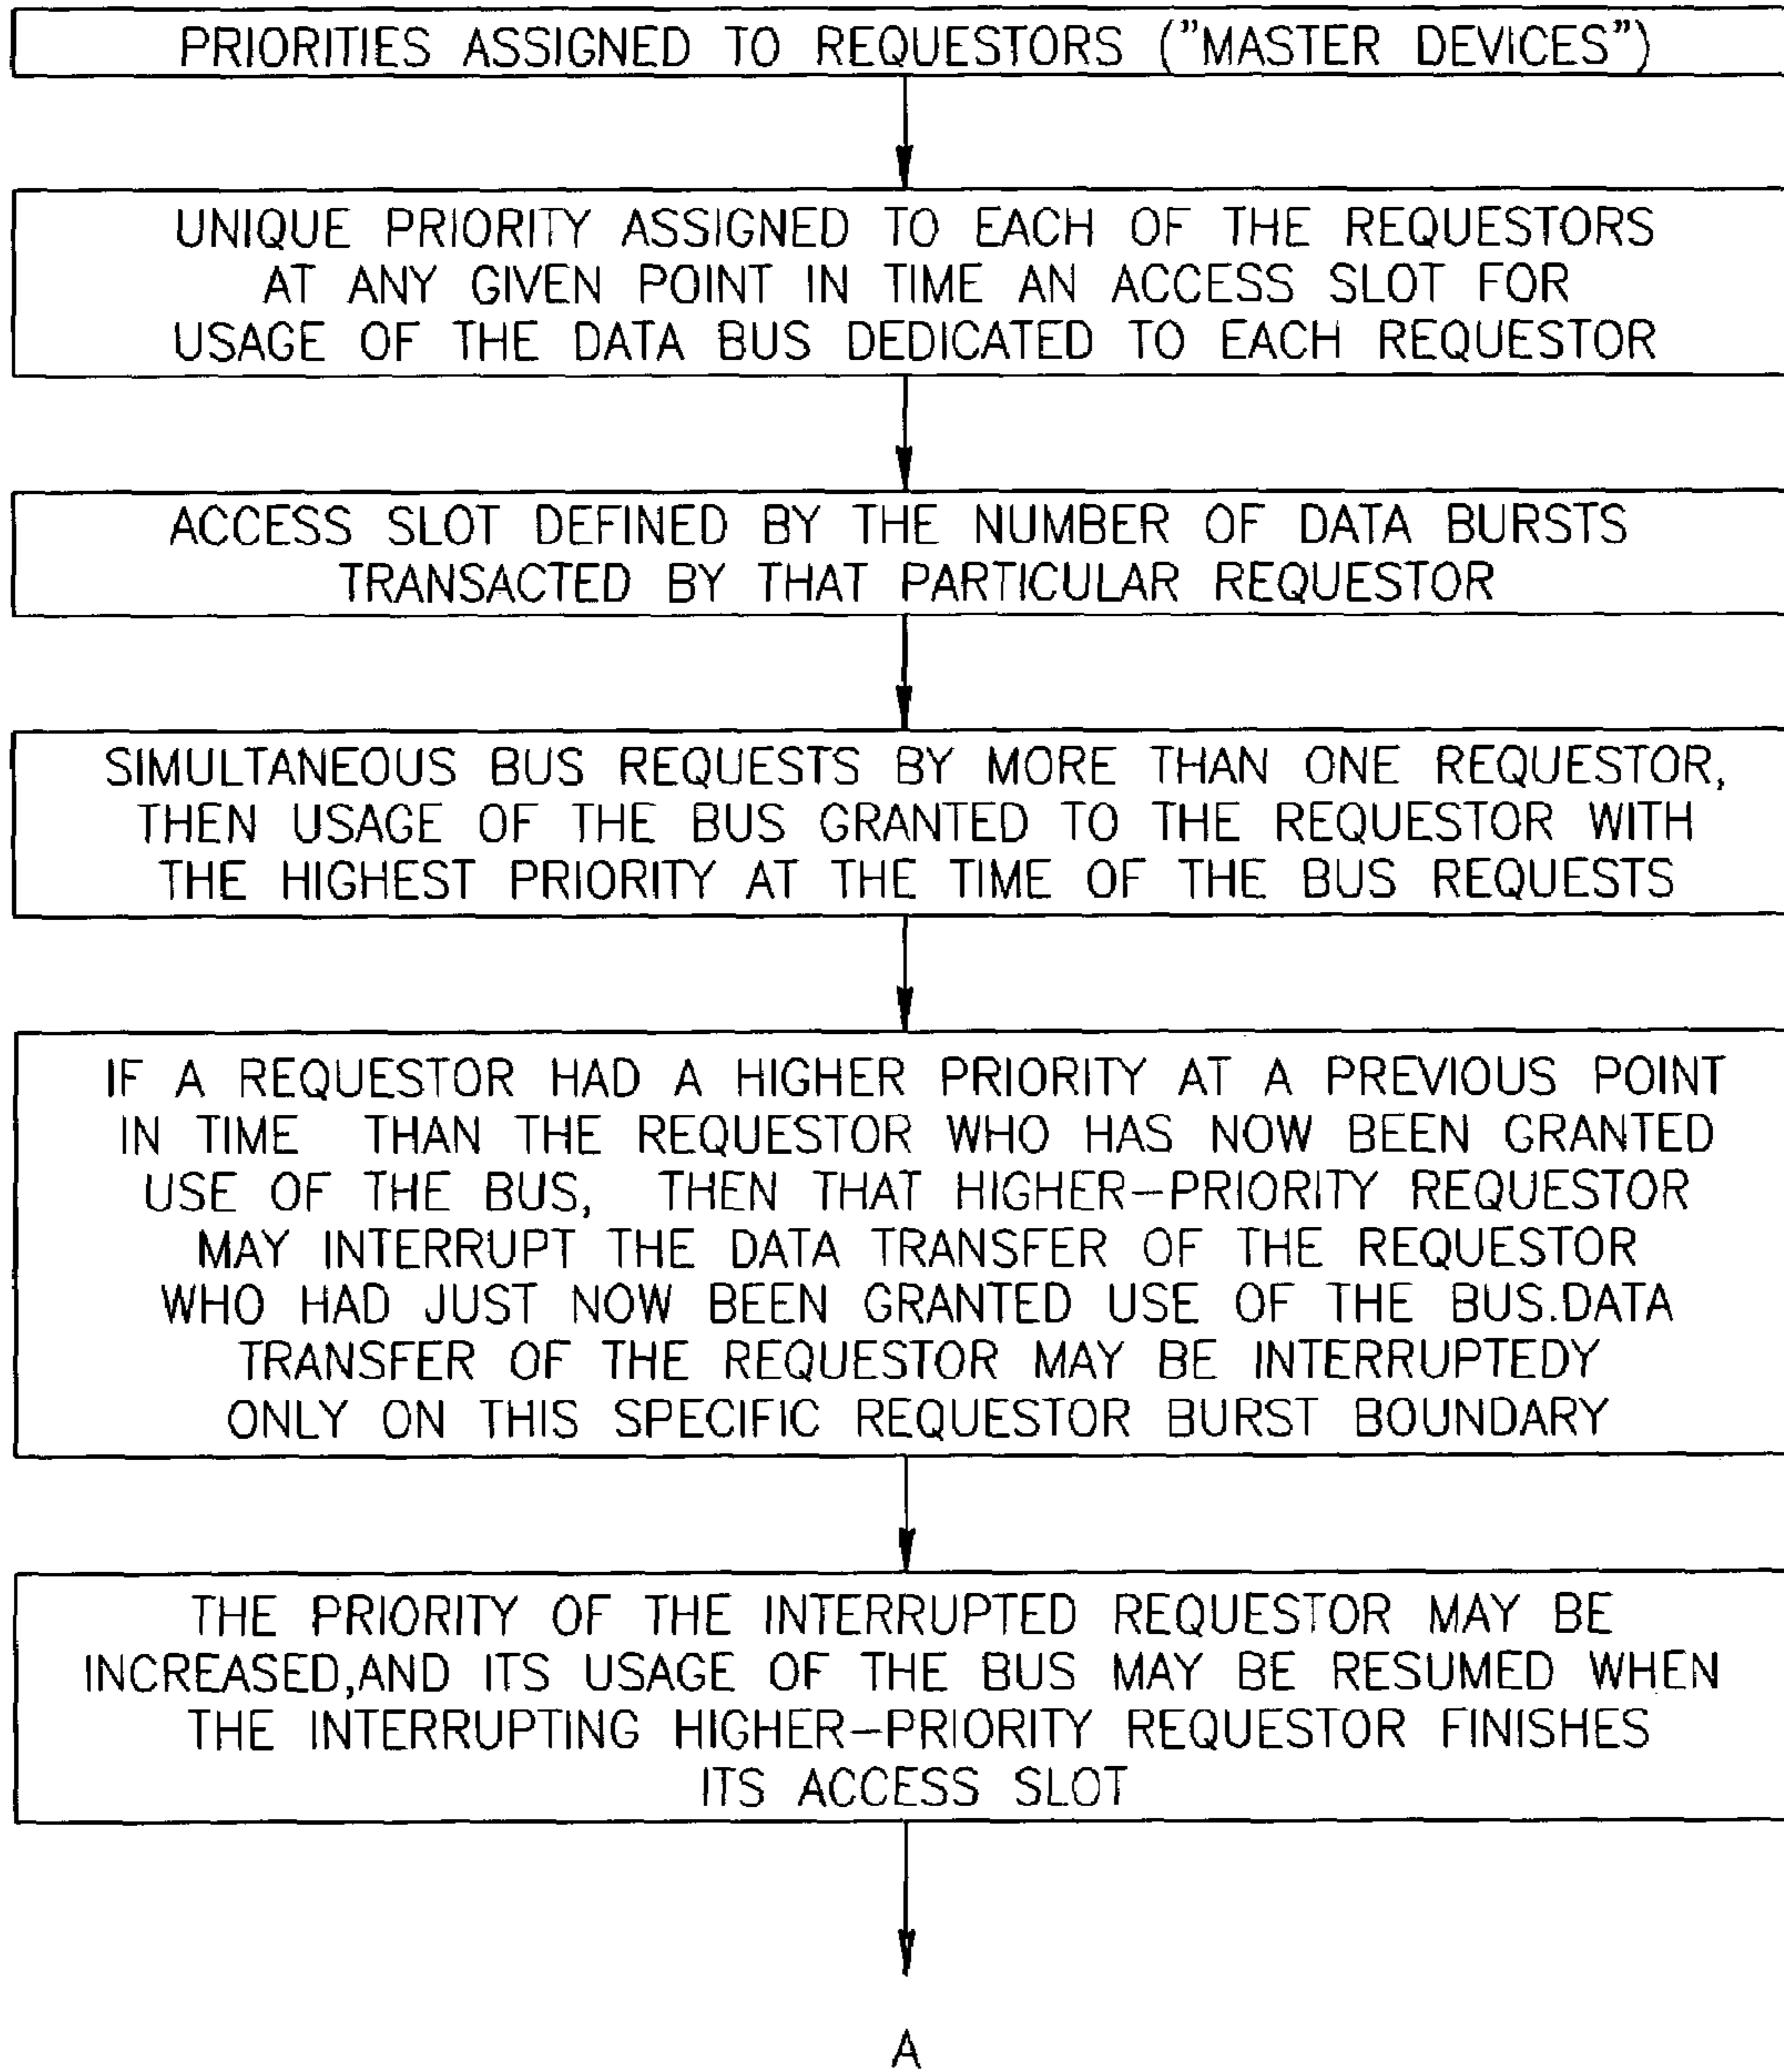 PRIORITIES ASSIGNED TO REQUESTORS ("MASTER DEVICES")
UNIQUE PRIORITY ASSIGNED TO EACH OF THE REQUESTORS
AT ANY GIVEN POINT IN TIME AN ACCESS SLOT FOR
USAGE OF THE DATA BUS DEDICATED TO EACH REQUESTOR
ACCESS SLOT DEFINED BY THE NUMBER OF DATA BURSTS
TRANSACTED BY THAT PARTICULAR REQUESTOR
SIMULTANEOUS BUS REQUESTS BY MORE THAN ONE REQUESTOR,
THEN USAGE OF THE BUS GRANTED TO THE REQUESTOR WITH
THE HIGHEST PRIORITY AT THE TIME OF THE BUS REQUESTS
IF A REQUESTOR HAD A HIGHER PRIORITY AT A PREVIOUS POINT
IN TIME THAN THE REQUESTOR WHO HAS NOW BEEN GRANTED
USE OF THE BUS, THEN THAT HIGHER-PRIORITY REQUESTOR
MAY INTERRUPT THE DATA TRANSFER OF THE REQUESTOR
WHO HAD JUST NOW BEEN GRANTED USE OF THE BUS.DATA
TRANSFER OF THE REQUESTOR MAY BE INTERRUPTEDY
ONLY ON THIS SPECIFIC REQUESTOR BURST BOUNDARY
THE PRIORITY OF THE INTERRUPTED REQUESTOR MAY BE
INCREASED,AND ITS USAGE OF THE BUS MAY BE RESUMED WHEN
THE INTERRUPTING HIGHER-PRIORITY REQUESTOR FINISHES
ITS ACCESS SLOT
A